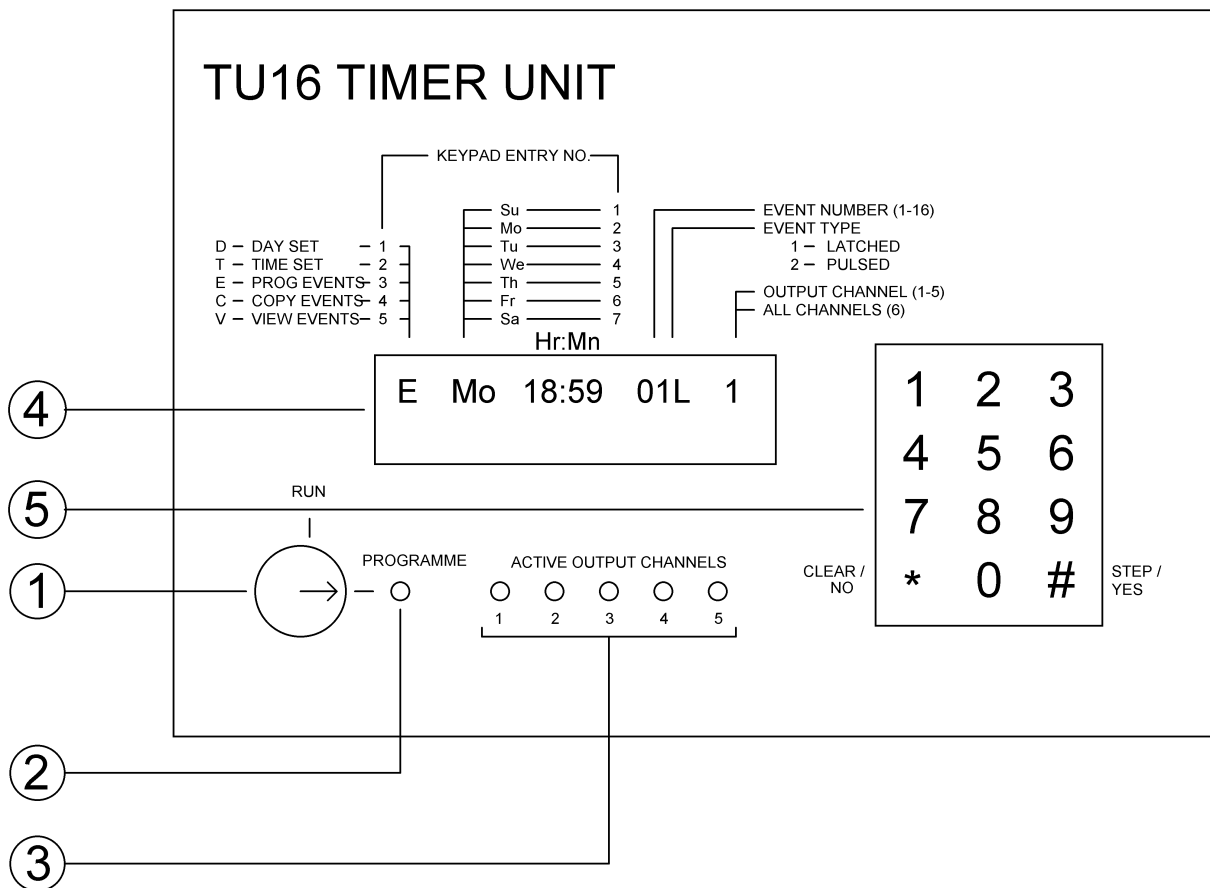 TU16 TIMER UNIT
KEYPAD ENTRY NO.
D – DAY SET – 1
T – TIME SET – 2
E – PROG EVENTS – 3
C – COPY EVENTS – 4
V – VIEW EVENTS – 5
Su 1
Mo 2
Tu 3
We 4
Th 5
Fr 6
Sa 7
Hr:Mn
EVENT NUMBER (1-16)
EVENT TYPE
1 – LATCHED
2 – PULSED
OUTPUT CHANNEL (1-5)
ALL CHANNELS (6)
E Mo 18:59 01L 1
4
5
1
2
3
RUN
PROGRAMME
ACTIVE OUTPUT CHANNELS
1 2 3 4 5
1 2 3
4 5 6
7 8 9
* 0 #
CLEAR /
NO
STEP /
YES